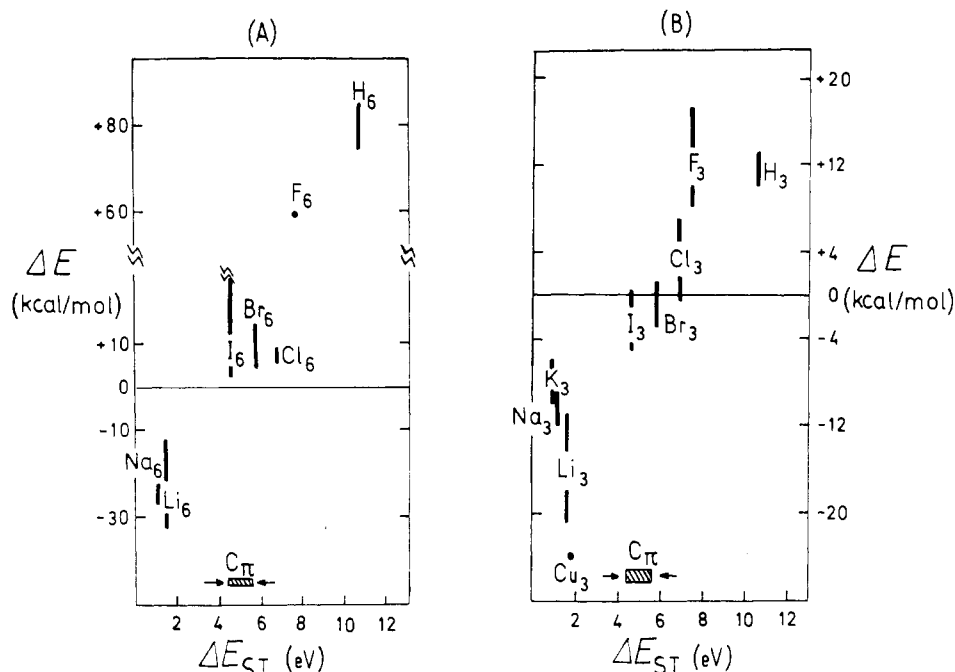 (A)
+80
+60
ΔE
(kcal/mol)
+10
0
-10
-30
H6
F6
Br6
I6
Cl6
Na6
Li6
Cπ
2 4 6 8 10 12
ΔEST (eV)
(B)
+20
+12
+4
0
-4
-12
-20
ΔE
(kcal/mol)
F3
H3
Cl3
I3
Br3
K3
Na3
Li3
Cu3
Cπ
2 4 6 8 10 12
ΔEST (eV)